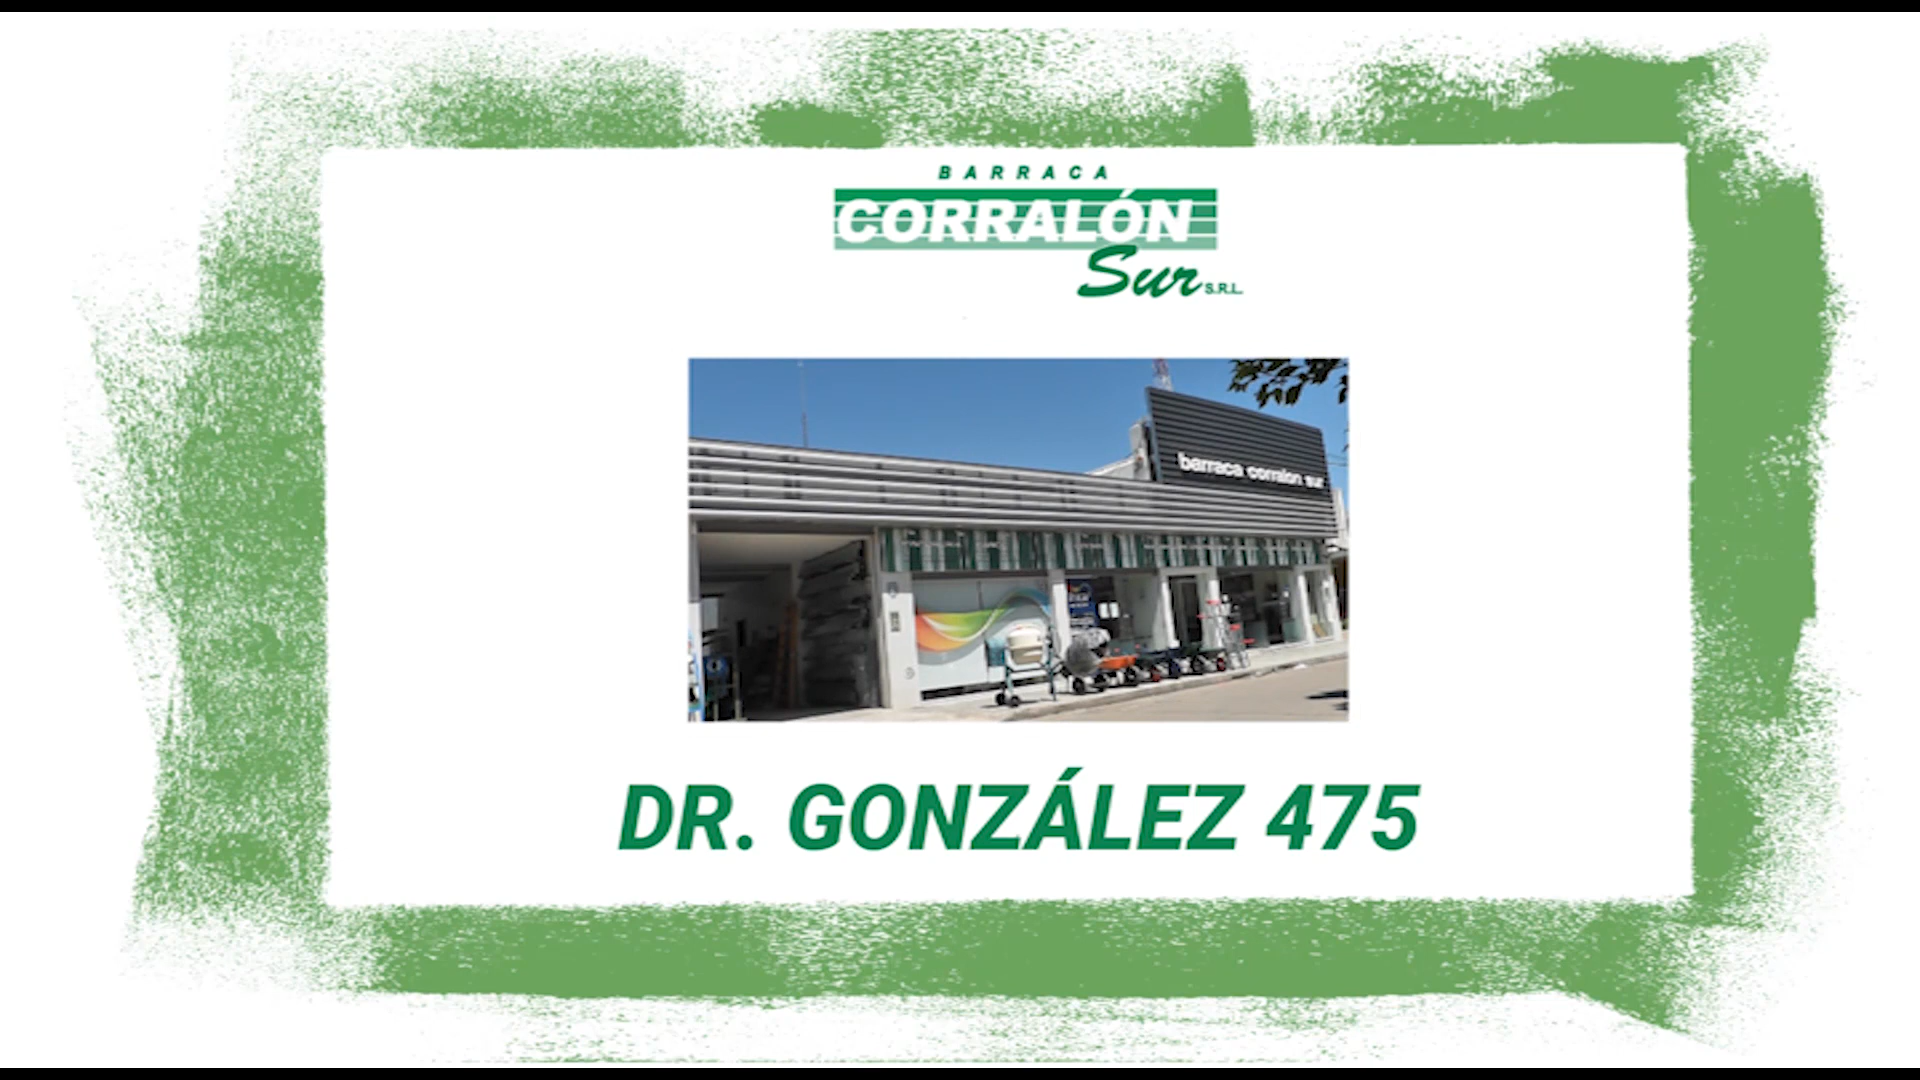 BARRACA
CORRALÓN
Sur S.R.L.
barraca corralon sur
DR. GONZÁLEZ 475